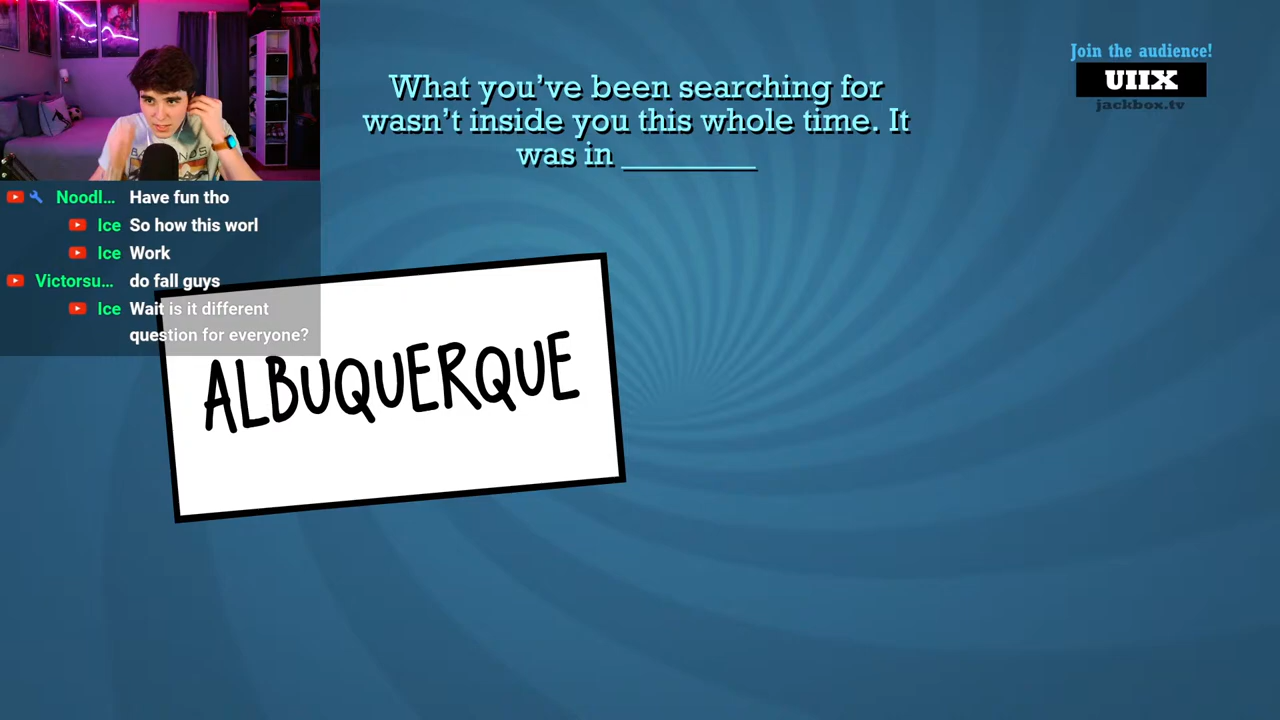 Join the audience!
UIIX
jackbox.tv
What you've been searching for
wasn't inside you this whole time. It
was in ________
Noodl... Have fun tho
Ice So how this worl
Ice Work
Victorsu... do fall guys
Ice Wait is it different
question for everyone?
ALBUQUERQUE